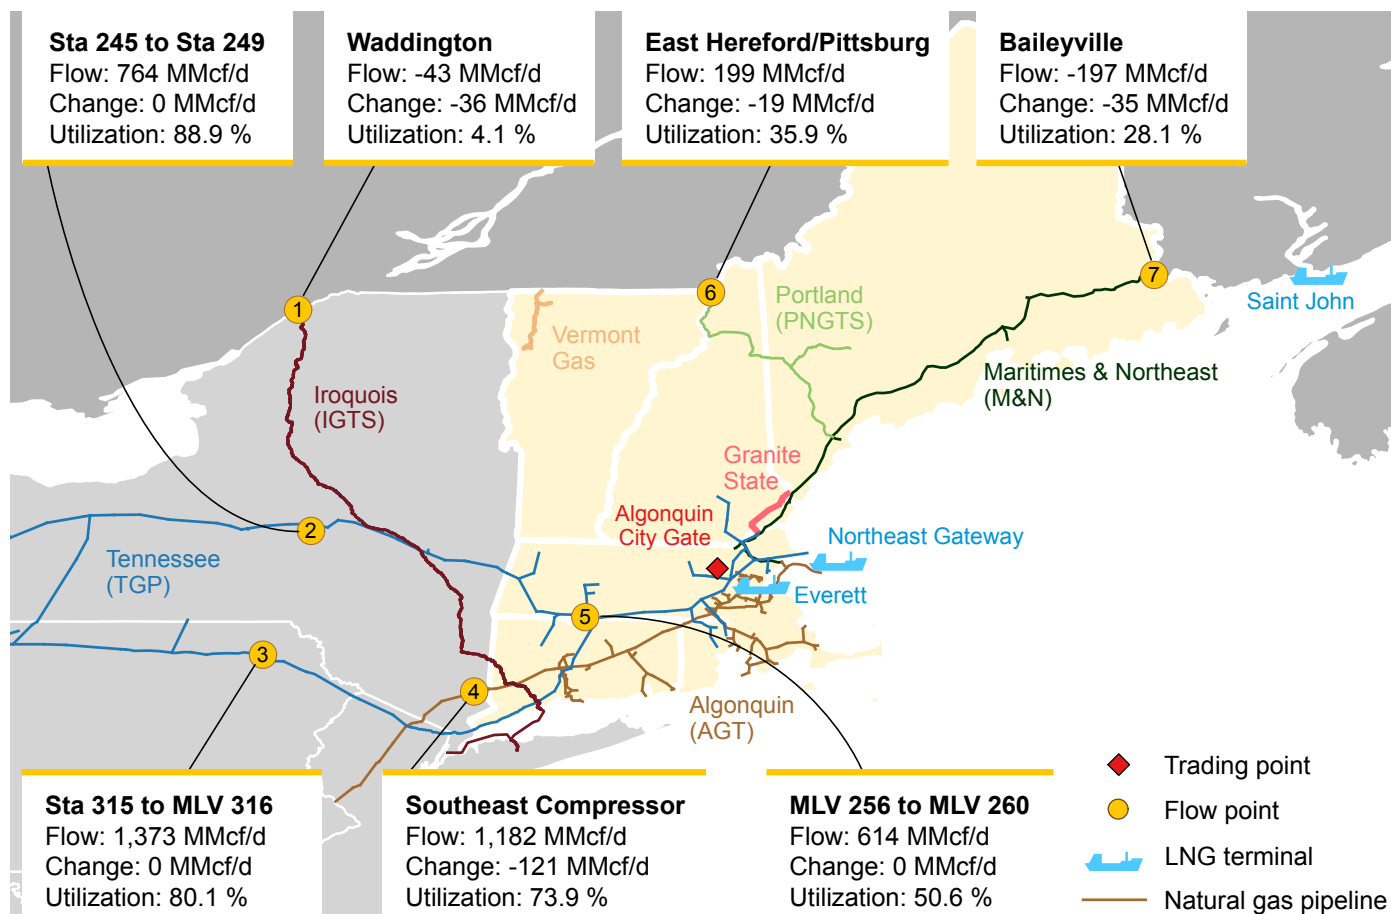 Sta 245 to Sta 249
Flow: 764 MMcf/d
Change: 0 MMcf/d
Utilization: 88.9 %
Waddington
Flow: -43 MMcf/d
Change: -36 MMcf/d
Utilization: 4.1 %
East Hereford/Pittsburg
Flow: 199 MMcf/d
Change: -19 MMcf/d
Utilization: 35.9 %
Baileyville
Flow: -197 MMcf/d
Change: -35 MMcf/d
Utilization: 28.1 %
1
6
7
Saint John
Portland
(PNGTS)
Vermont
Gas
Maritimes & Northeast
(M&N)
Iroquois
(IGTS)
Granite
State
Algonquin
City Gate
2
Northeast Gateway
Tennessee
(TGP)
Everett
5
3
4
Algonquin
(AGT)
Sta 315 to MLV 316
Flow: 1,373 MMcf/d
Change: 0 MMcf/d
Utilization: 80.1 %
Southeast Compressor
Flow: 1,182 MMcf/d
Change: -121 MMcf/d
Utilization: 73.9 %
MLV 256 to MLV 260
Flow: 614 MMcf/d
Change: 0 MMcf/d
Utilization: 50.6 %
Trading point
Flow point
LNG terminal
Natural gas pipeline